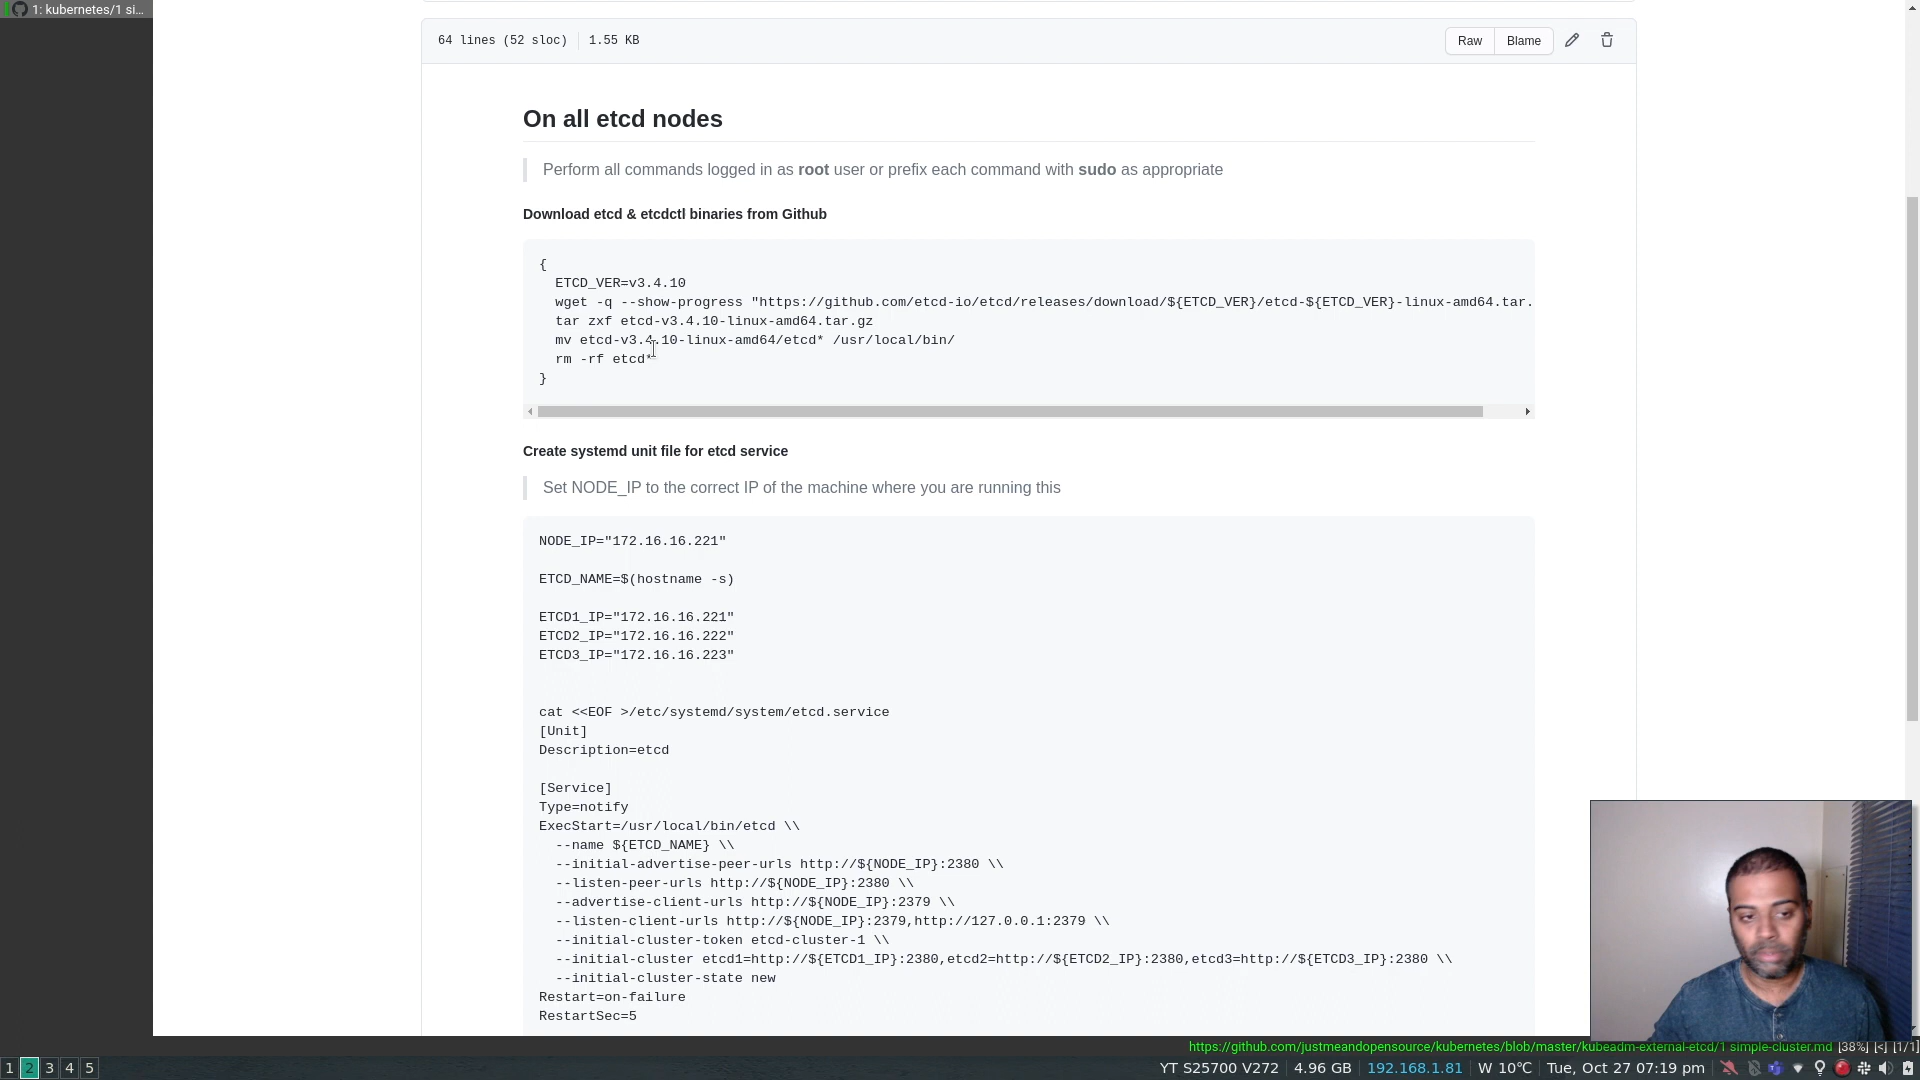 1: kubernetes/1 si...
64 lines (52 sloc) 1.55 KB
Raw Blame
On all etcd nodes
Perform all commands logged in as root user or prefix each command with sudo as appropriate
Download etcd & etcdctl binaries from Github
{
ETCD_VER=v3.4.10
wget -q --show-progress "https://github.com/etcd-io/etcd/releases/download/${ETCD_VER}/etcd-${ETCD_VER}-linux-amd64.tar.
tar zxf etcd-v3.4.10-linux-amd64.tar.gz
mv etcd-v3.4.10-linux-amd64/etcd* /usr/local/bin/
rm -rf etcd*
}
Create systemd unit file for etcd service
Set NODE_IP to the correct IP of the machine where you are running this
NODE_IP="172.16.16.221"
ETCD_NAME=$(hostname -s)
ETCD1_IP="172.16.16.221"
ETCD2_IP="172.16.16.222"
ETCD3_IP="172.16.16.223"
cat <<EOF >/etc/systemd/system/etcd.service
[Unit]
Description=etcd
[Service]
Type=notify
ExecStart=/usr/local/bin/etcd \\
--name ${ETCD_NAME} \\
--initial-advertise-peer-urls http://${NODE_IP}:2380 \\
--listen-peer-urls http://${NODE_IP}:2380 \\
--advertise-client-urls http://${NODE_IP}:2379 \\
--listen-client-urls http://${NODE_IP}:2379,http://127.0.0.1:2379 \\
--initial-cluster-token etcd-cluster-1 \\
--initial-cluster etcd1=http://${ETCD1_IP}:2380,etcd2=http://${ETCD2_IP}:2380,etcd3=http://${ETCD3_IP}:2380 \\
--initial-cluster-state new
Restart=on-failure
RestartSec=5
https://github.com/justmeandopensource/kubernetes/blob/master/kubeadm-external-etcd/1 simple-cluster.md [38%] [<] [1/1]
1 2 3 4 5 YT S25700 V272 4.96 GB 192.168.1.81 W 10°C Tue, Oct 27 07:19 pm